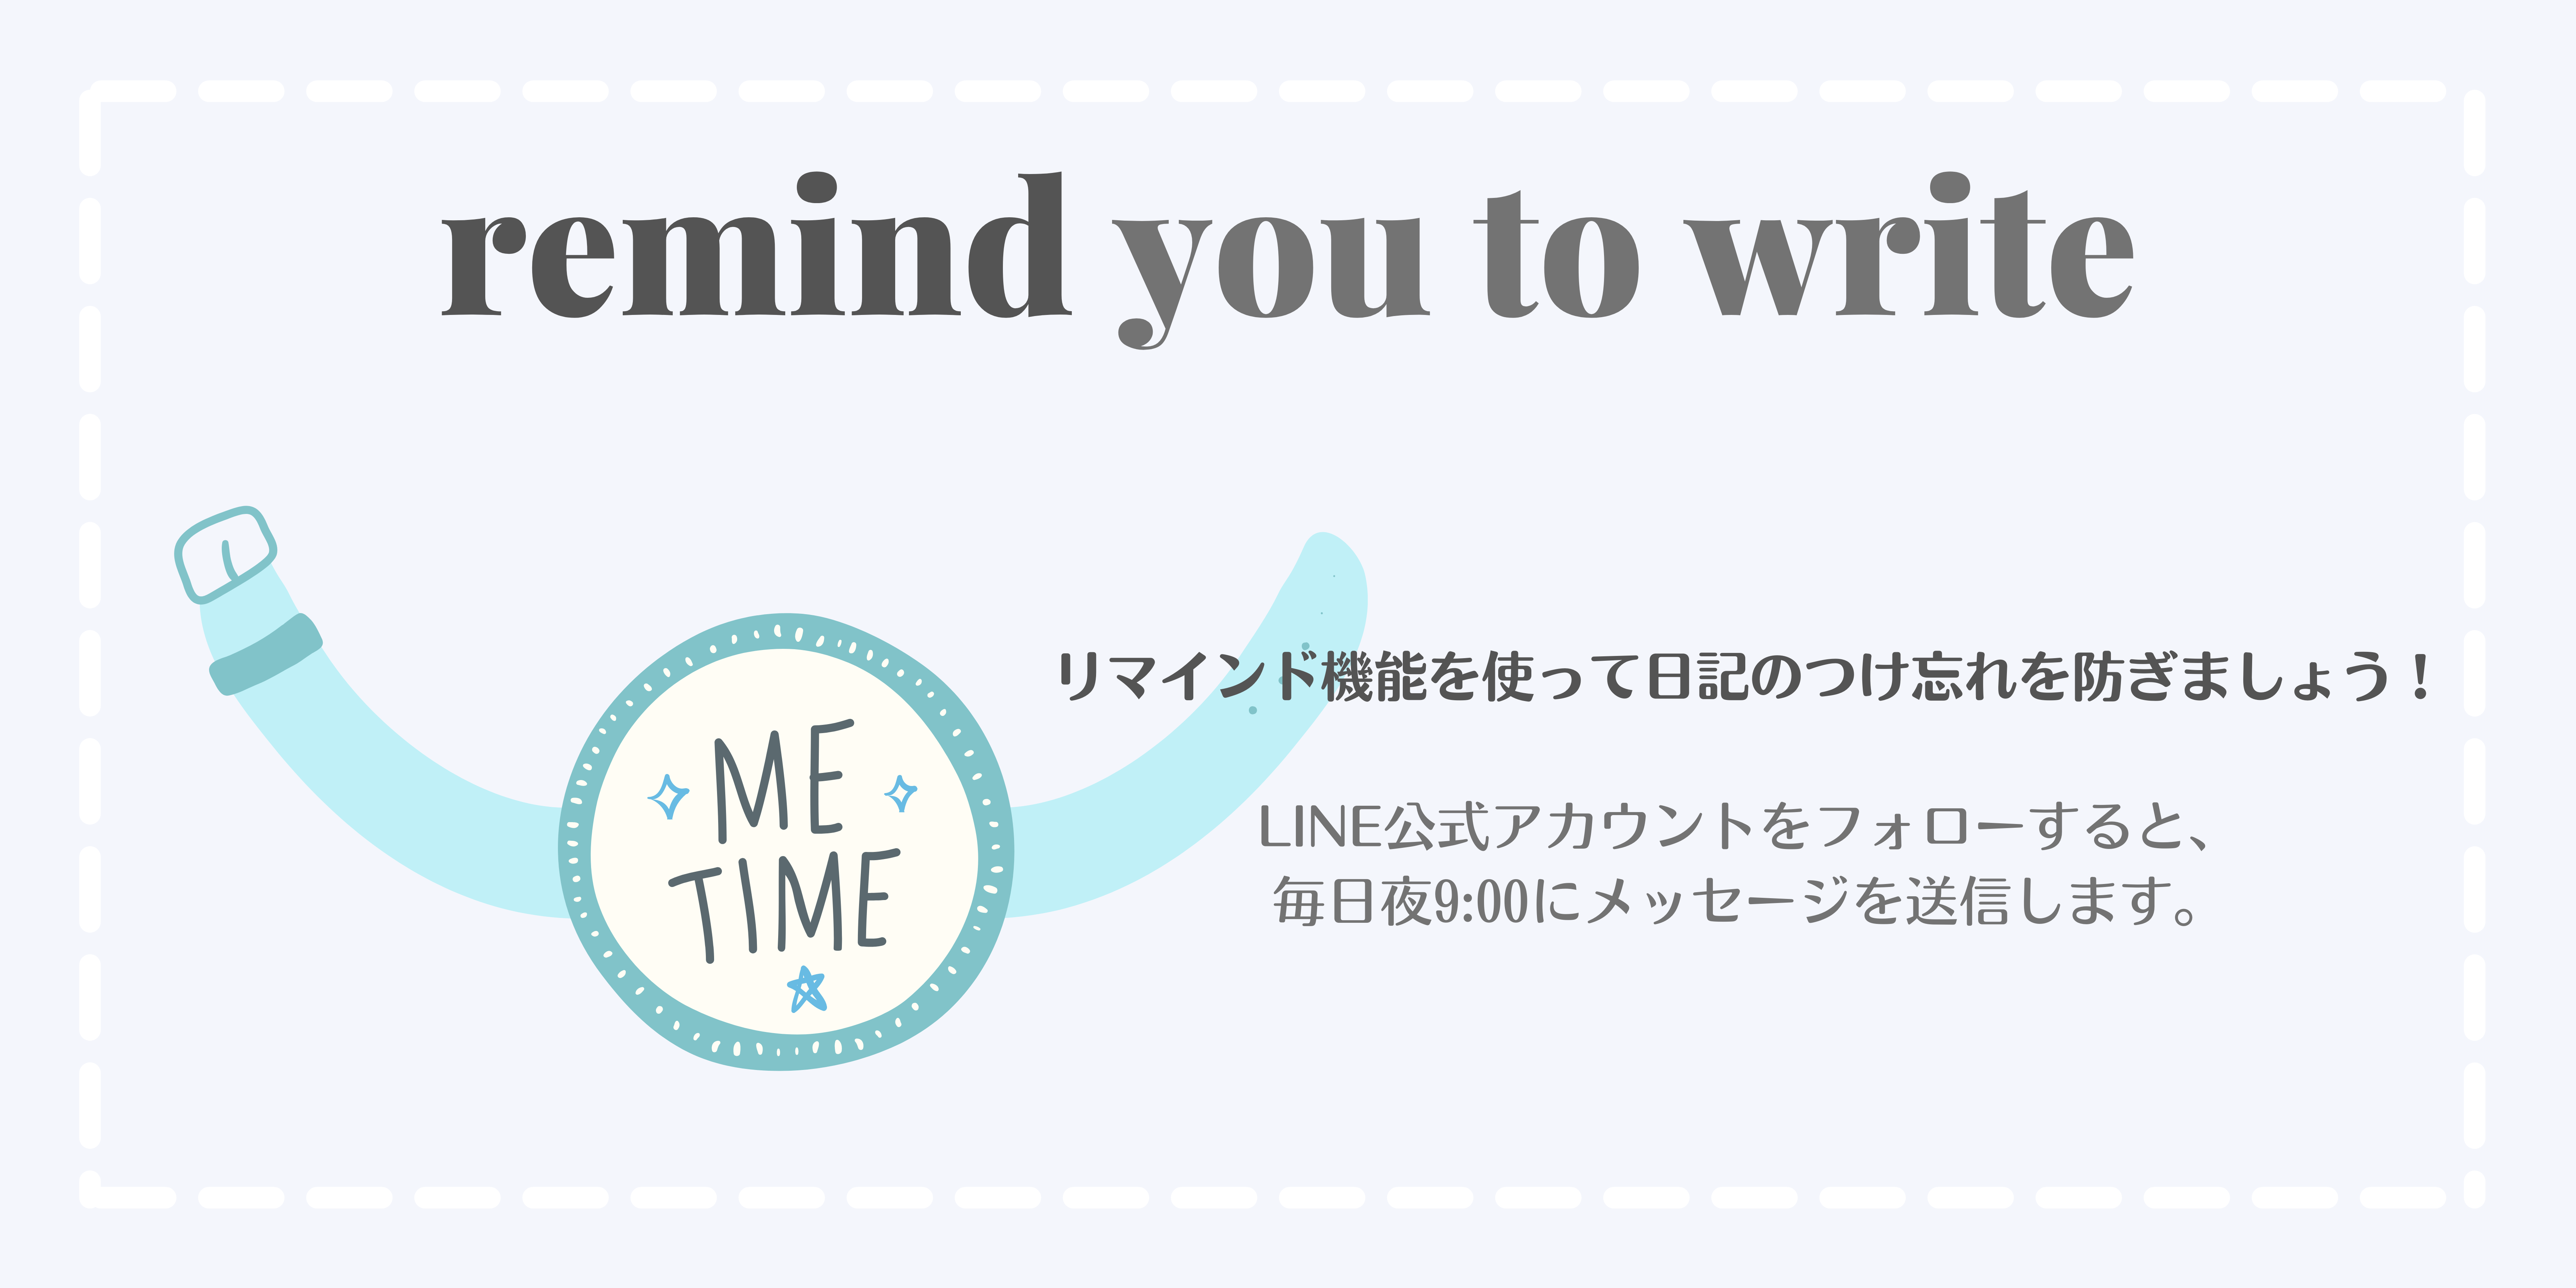 remind you to write
リマインド機能を使って日記のつけ忘れを防ぎましょう！
ME
TIME
LINE公式アカウントをフォローすると、
毎日夜9:00にメッセージを送信します。